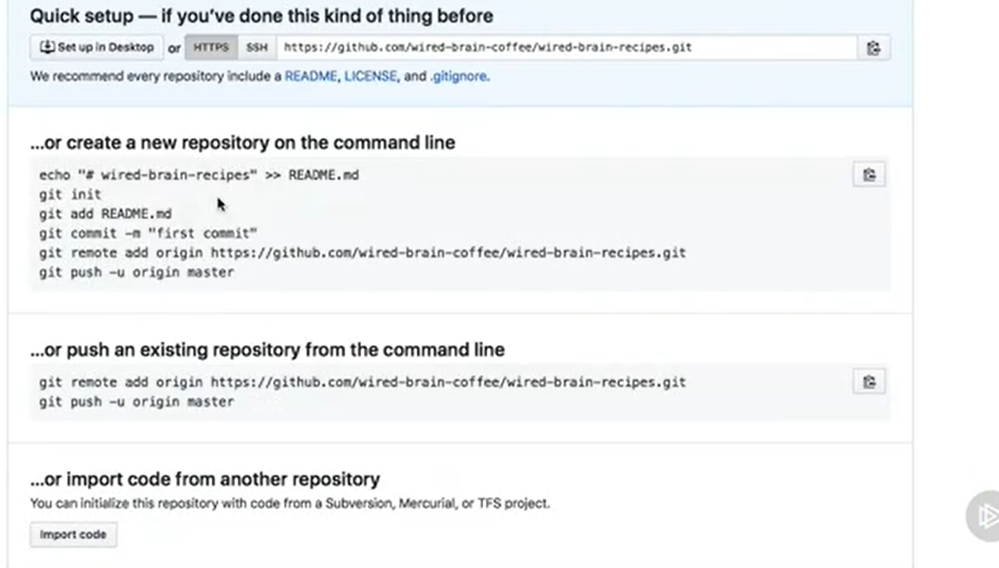 Quick setup — if you've done this kind of thing before
Set up in Desktop or HTTPS SSH https://github.com/wired-brain-coffee/wired-brain-recipes.git
We recommend every repository include a README, LICENSE, and .gitignore.
...or create a new repository on the command line
echo "# wired-brain-recipes" >> README.md
git init
git add README.md
git commit -m "first commit"
git remote add origin https://github.com/wired-brain-coffee/wired-brain-recipes.git
git push -u origin master
...or push an existing repository from the command line
git remote add origin https://github.com/wired-brain-coffee/wired-brain-recipes.git
git push -u origin master
...or import code from another repository
You can initialize this repository with code from a Subversion, Mercurial, or TFS project.
Import code